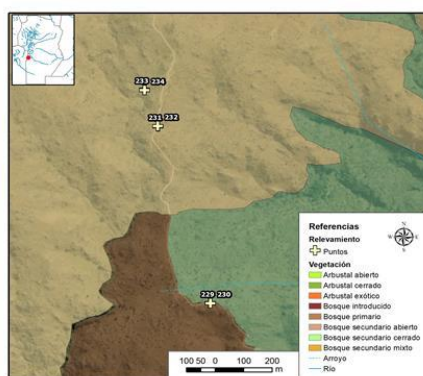 233 234
231 232
229 230
Referencias
Relevamiento
Puntos
Vegetación
Arbustal abierto
Arbustal cerrado
Arbustal exótico
Bosque introducido
Bosque primario
Bosque secundario abierto
Bosque secundario cerrado
Bosque secundario mixto
Arroyo
Río
100 50 0 100 200
m